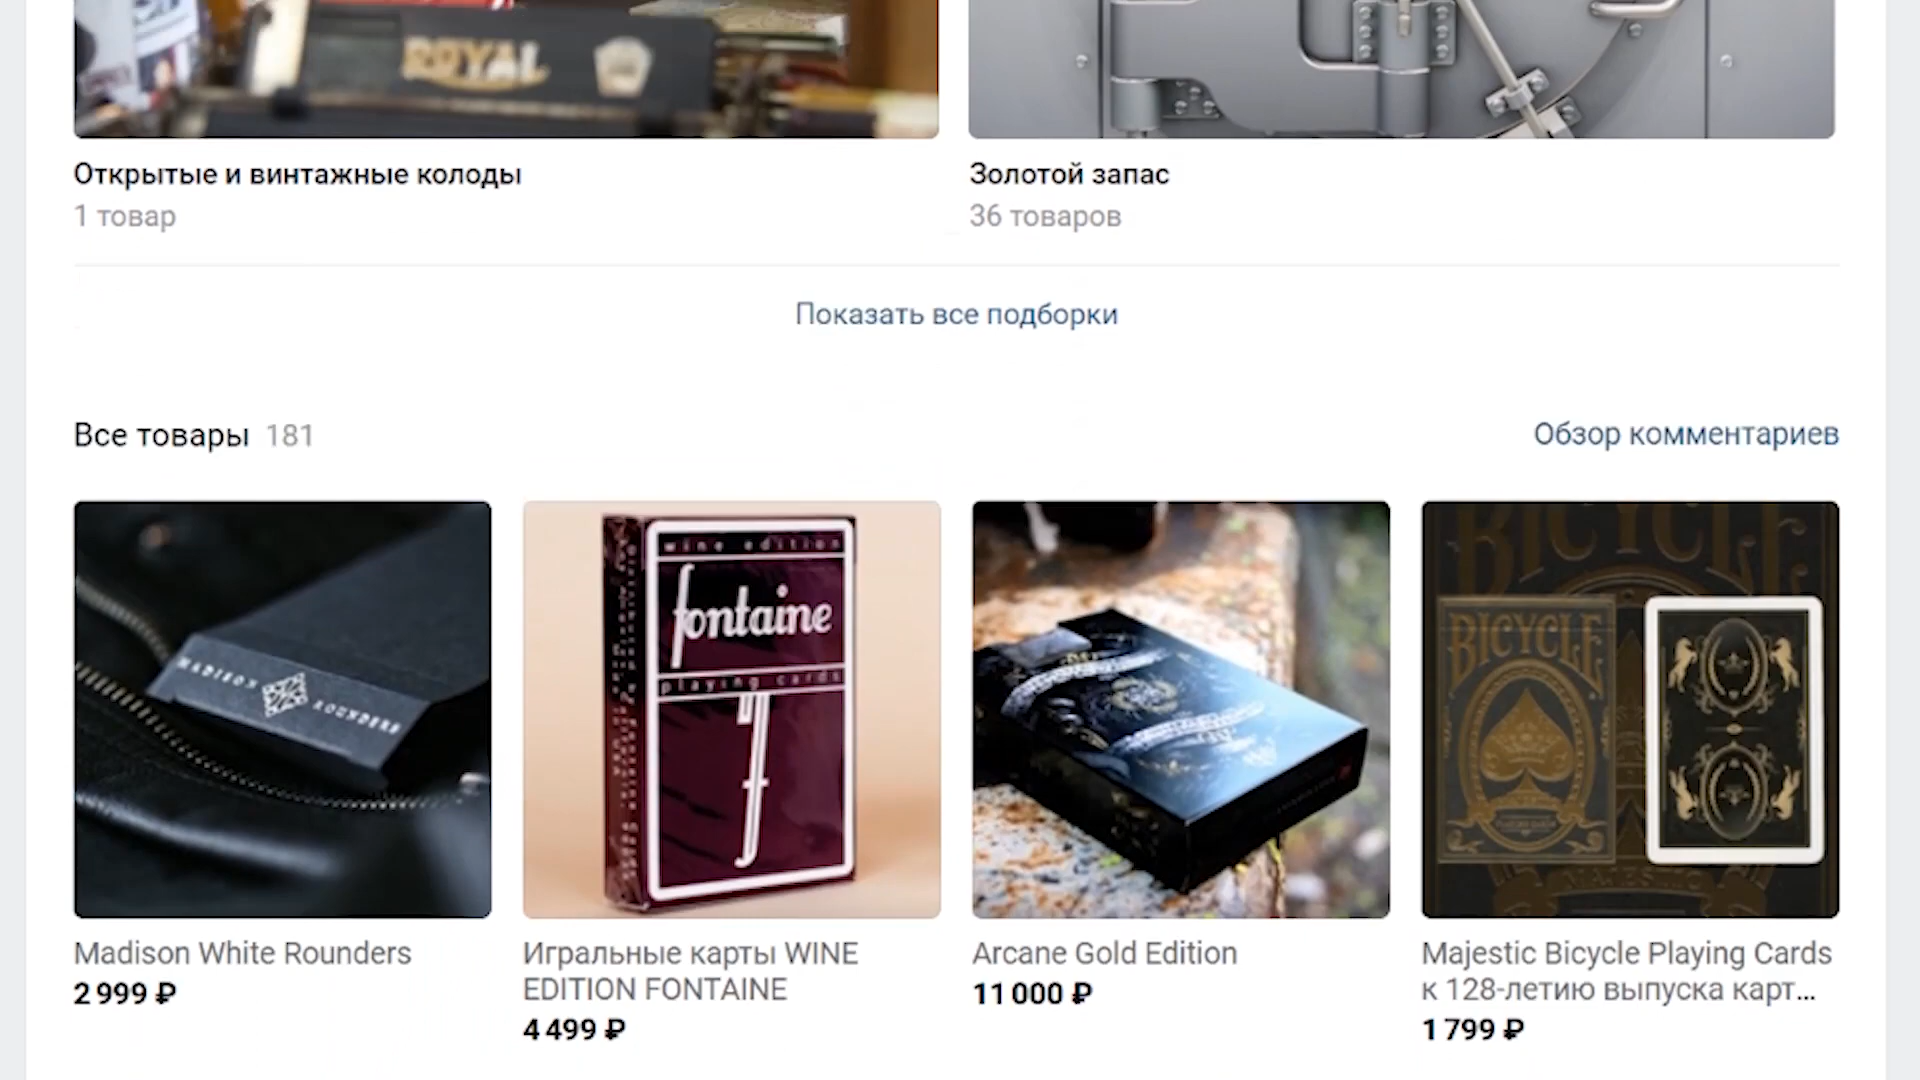 ROYAL
Открытые и винтажные колоды
1 товар
Золотой запас
36 товаров
Показать все подборки
Все товары 181
Обзор комментариев
MADISON ROUNDERS
wine edition
fontaine
playing cards
BICYCLE
BICYCLE
MAJESTIC
Madison White Rounders
2 999 ₽
Игральные карты WINE
EDITION FONTAINE
4 499 ₽
Arcane Gold Edition
11 000 ₽
Majestic Bicycle Playing Cards
к 128-летию выпуска карт...
1 799 ₽